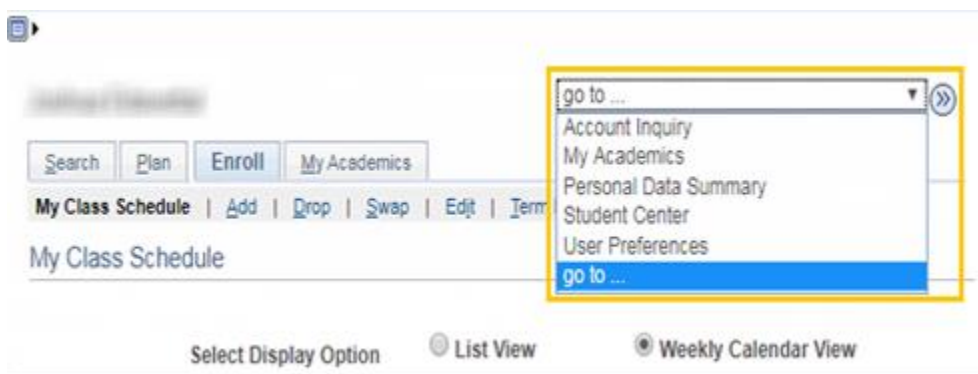 go to ...
Account Inquiry
My Academics
Personal Data Summary
Student Center
User Preferences
go to ...
Search Plan Enroll My Academics
My Class Schedule | Add | Drop | Swap | Edit | Term
My Class Schedule
Select Display Option List View Weekly Calendar View